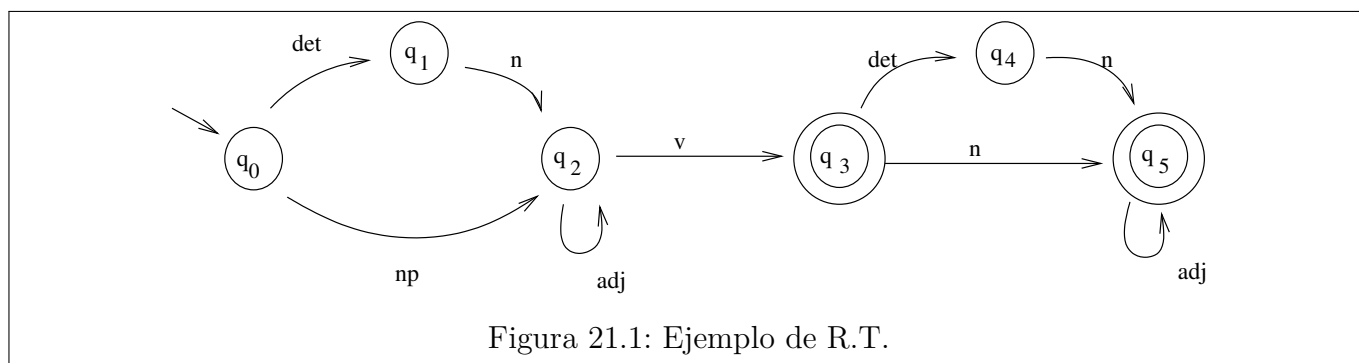 det
q1
n
det
q4
n
q0
q2
v
q3
n
q5
np
adj
adj
Figura 21.1: Ejemplo de R.T.